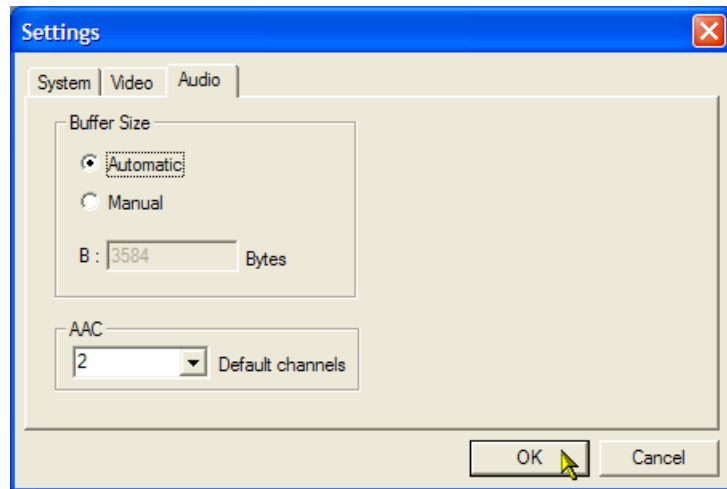 Settings
System Video Audio
Buffer Size
Automatic
Manual
B : 3584 Bytes
AAC
2 Default channels
OK Cancel